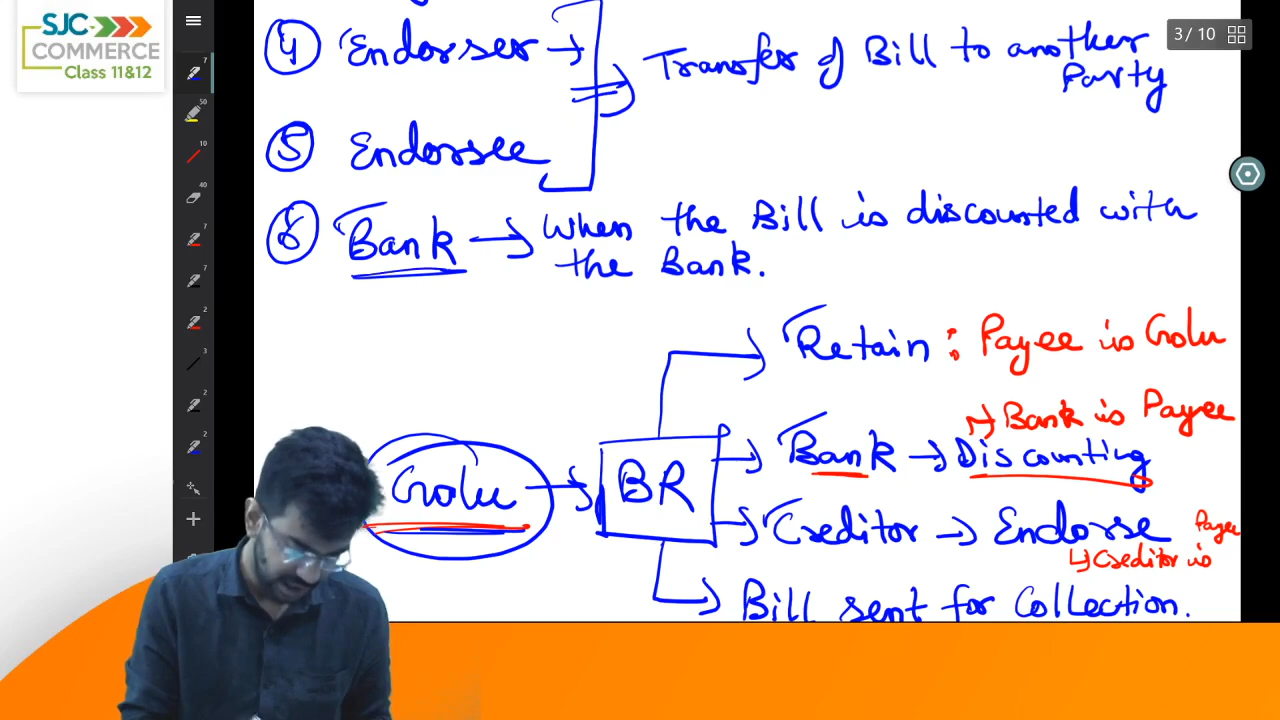 SJC
COMMERCE
Class 11&12
3 / 10
④ Endorser →
Transfer of Bill to another
Party
⑤ Endorsee
⑥ Bank → When the Bill is discounted with
the Bank.
Retain : Payee is Golu
↳ Bank is Payee
Golu → BR
Bank → Discounting
Creditor → Endorse
Payee
↳ Creditor is
Bill sent for Collection.